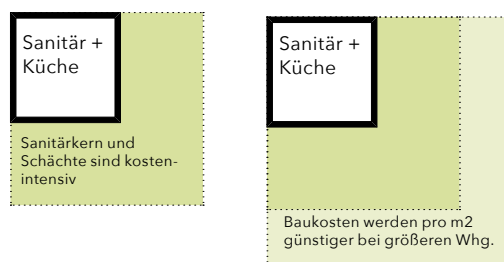 Sanitär +
Küche
Sanitärkern und
Schächte sind kosten-
intensiv
Sanitär +
Küche
Baukosten werden pro m2
günstiger bei größeren Whg.